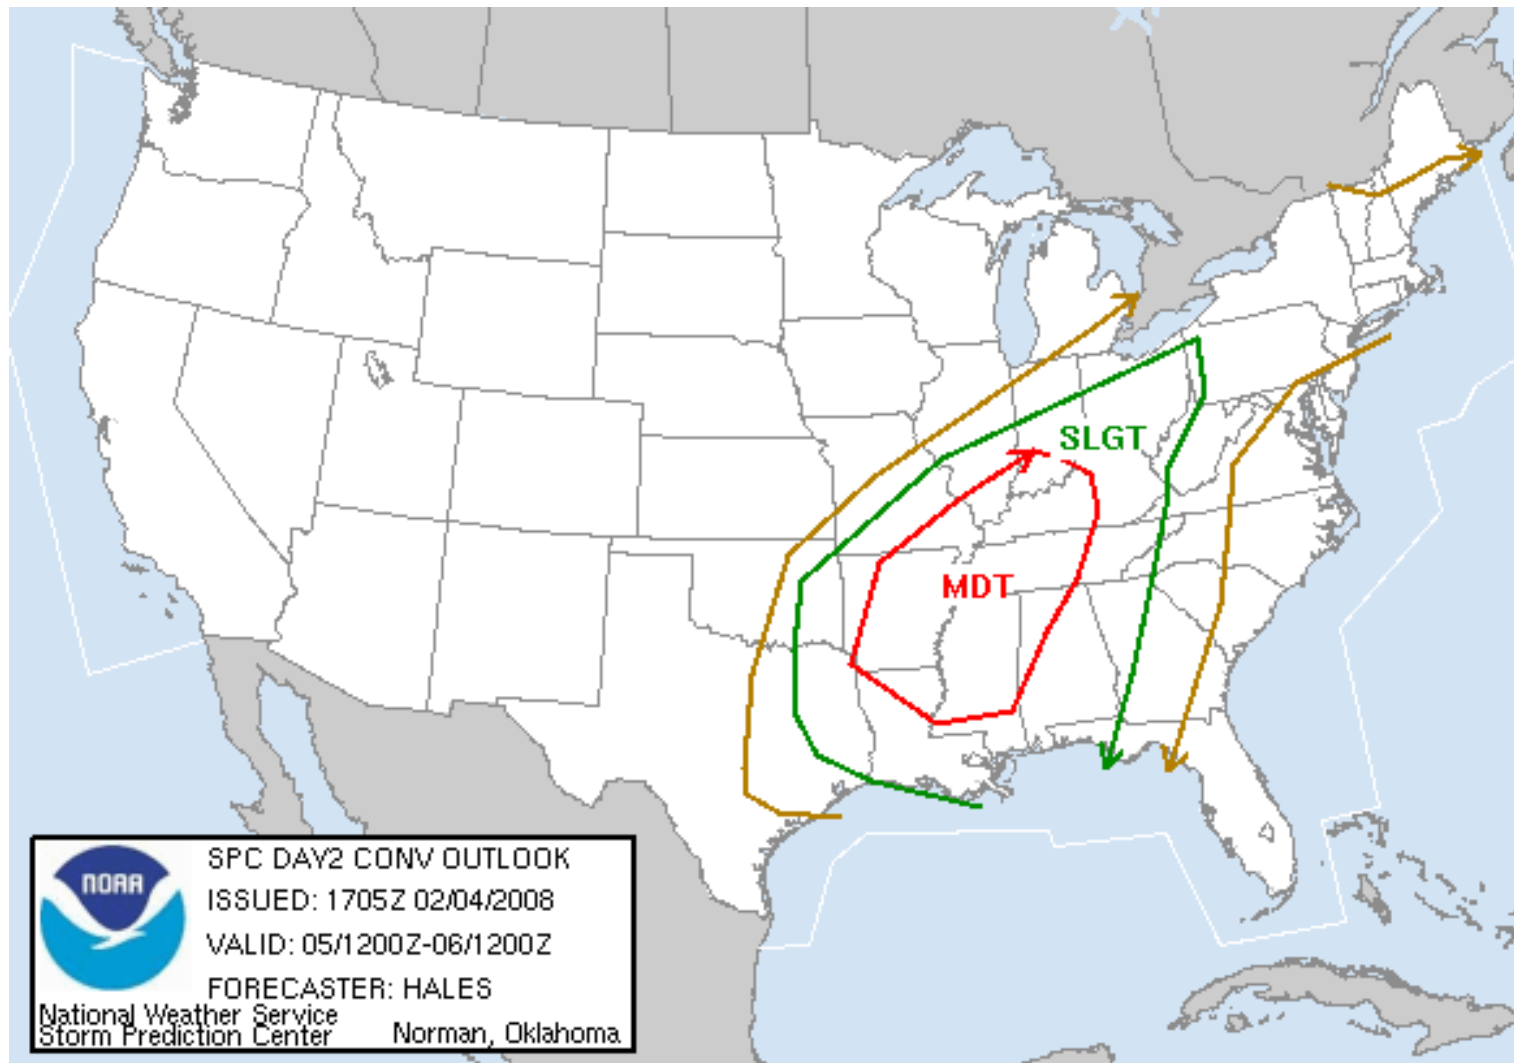 SLGT
MDT
NOAA
SPC DAY2 CONV OUTLOOK
ISSUED: 1705Z 02/04/2008
VALID: 05/1200Z-06/1200Z
FORECASTER: HALES
National Weather Service
Storm Prediction Center Norman, Oklahoma